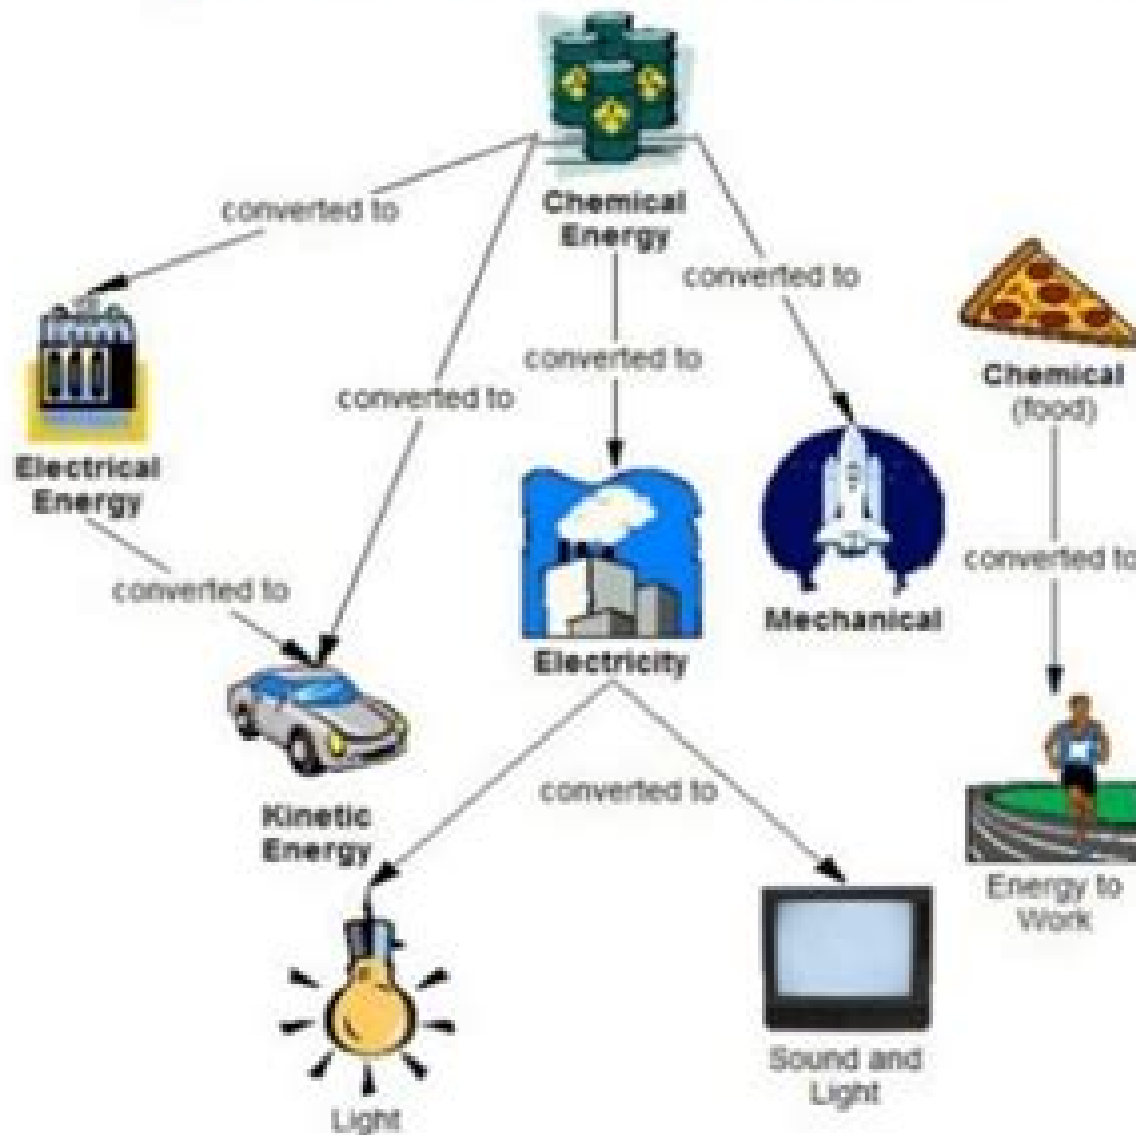 Chemical
Energy
converted to
converted to
converted to
converted to
Electrical
Energy
converted to
Kinetic
Energy
Electricity
Mechanical
Chemical
(food)
converted to
Energy to
Work
converted to
Light
Sound and
Light